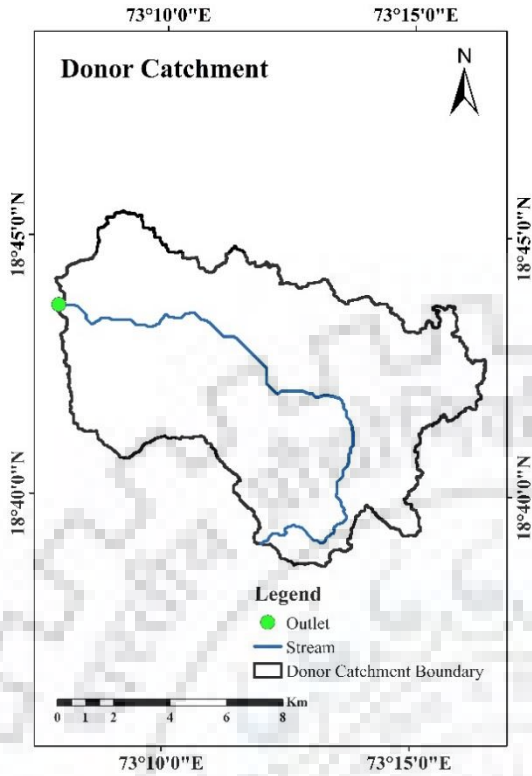 73°10'0"E 73°15'0"E
Donor Catchment
N
18°45'0"N 18°45'0"N
18°40'0"N 18°40'0"N
Legend
Outlet
Stream
Donor Catchment Boundary
Km
0 1 2 4 6 8
73°10'0"E 73°15'0"E